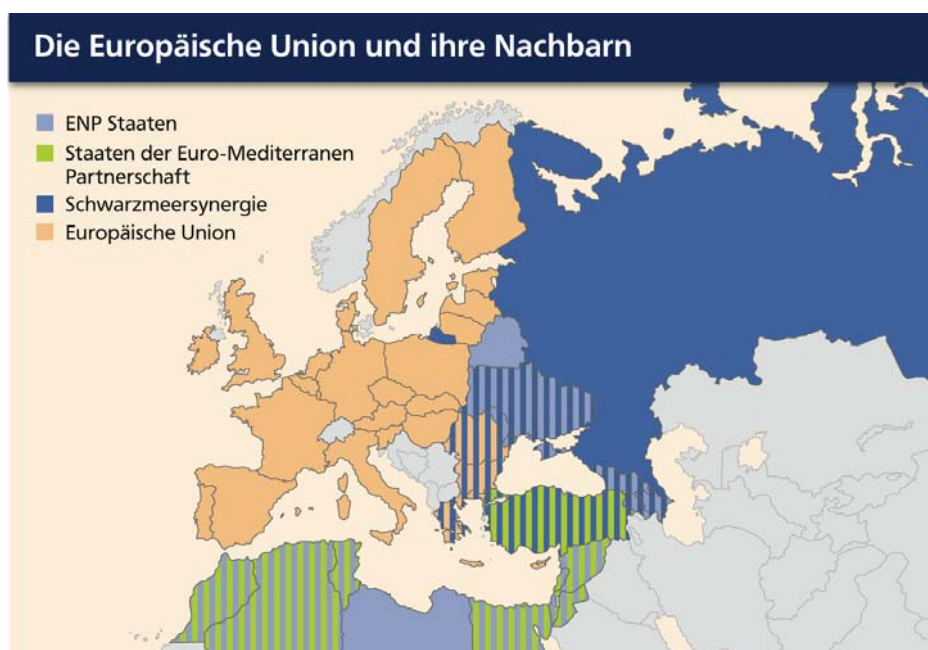 Die Europäische Union und ihre Nachbarn
ENP Staaten
Staaten der Euro-Mediterranen
Partnerschaft
Schwarzmeersynergie
Europäische Union